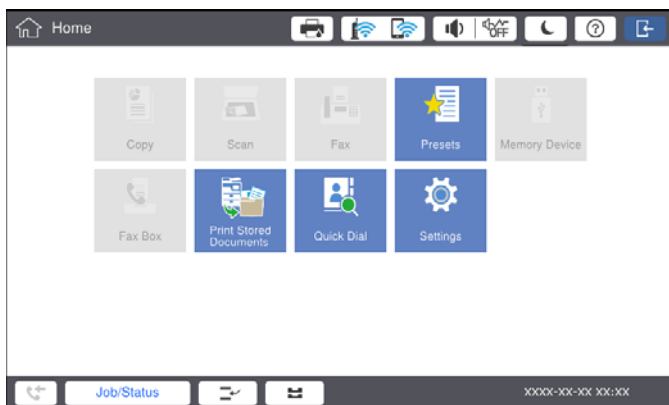 Home
OFF
Copy
Scan
Fax
Presets
Memory Device
Fax Box
Print Stored
Documents
Quick Dial
Settings
Job/Status
XXXX-XX-XX XX:XX